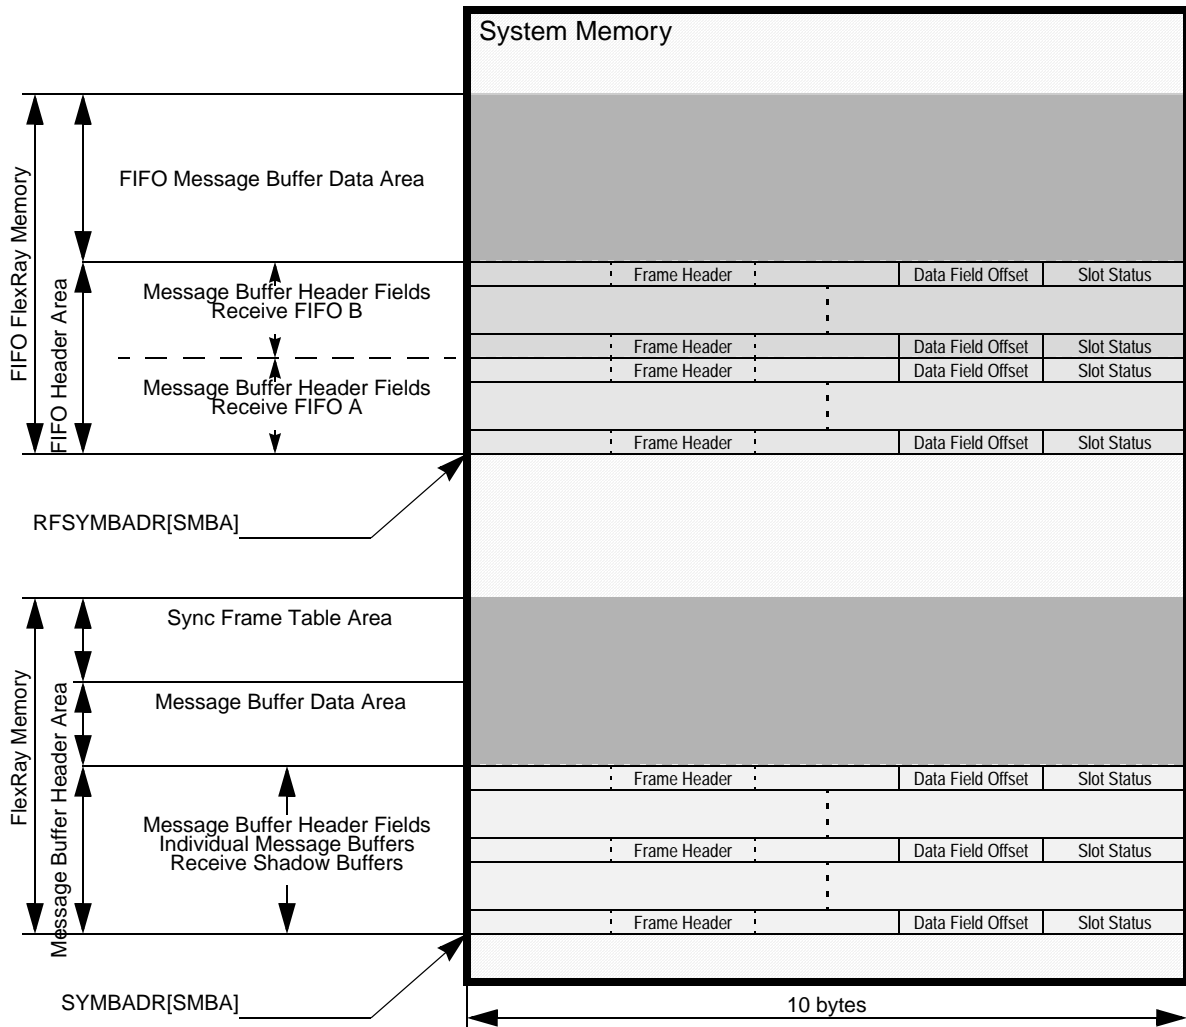 System Memory
FIFO FlexRay Memory
FIFO Header Area
FIFO Message Buffer Data Area
Frame Header Data Field Offset Slot Status
Message Buffer Header Fields
Receive FIFO B
Frame Header Data Field Offset Slot Status
Frame Header Data Field Offset Slot Status
Message Buffer Header Fields
Receive FIFO A
Frame Header Data Field Offset Slot Status
RFSYMBADR[SMBA]
FlexRay Memory
Message Buffer Header Area
Sync Frame Table Area
Message Buffer Data Area
Frame Header Data Field Offset Slot Status
Message Buffer Header Fields
Individual Message Buffers
Receive Shadow Buffers
Frame Header Data Field Offset Slot Status
Frame Header Data Field Offset Slot Status
SYMBADR[SMBA]
10 bytes